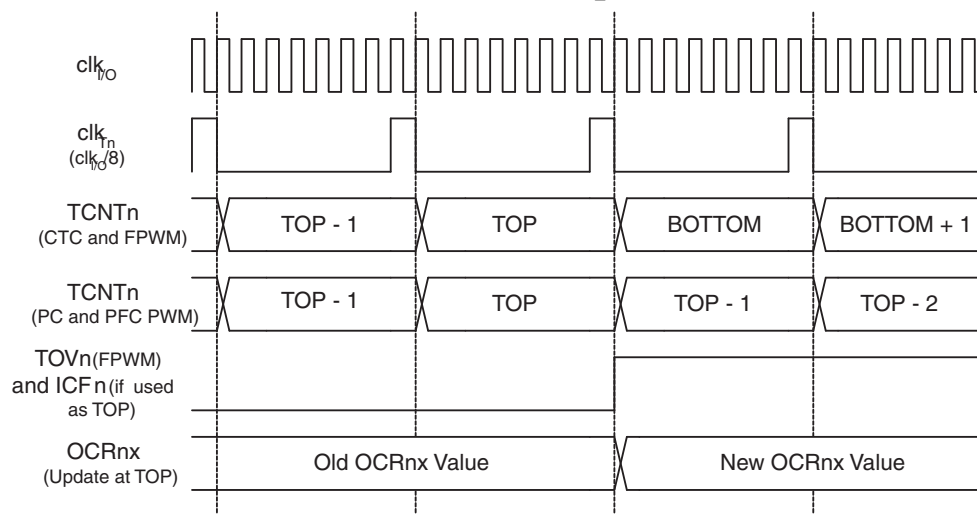 clkI/O
clkTn
(clkI/O/8)
TCNTn
(CTC and FPWM)
TOP - 1
TOP
BOTTOM
BOTTOM + 1
TCNTn
(PC and PFC PWM)
TOP - 1
TOP
TOP - 1
TOP - 2
TOVn(FPWM)
and ICFn(if used
as TOP)
OCRnx
(Update at TOP)
Old OCRnx Value
New OCRnx Value